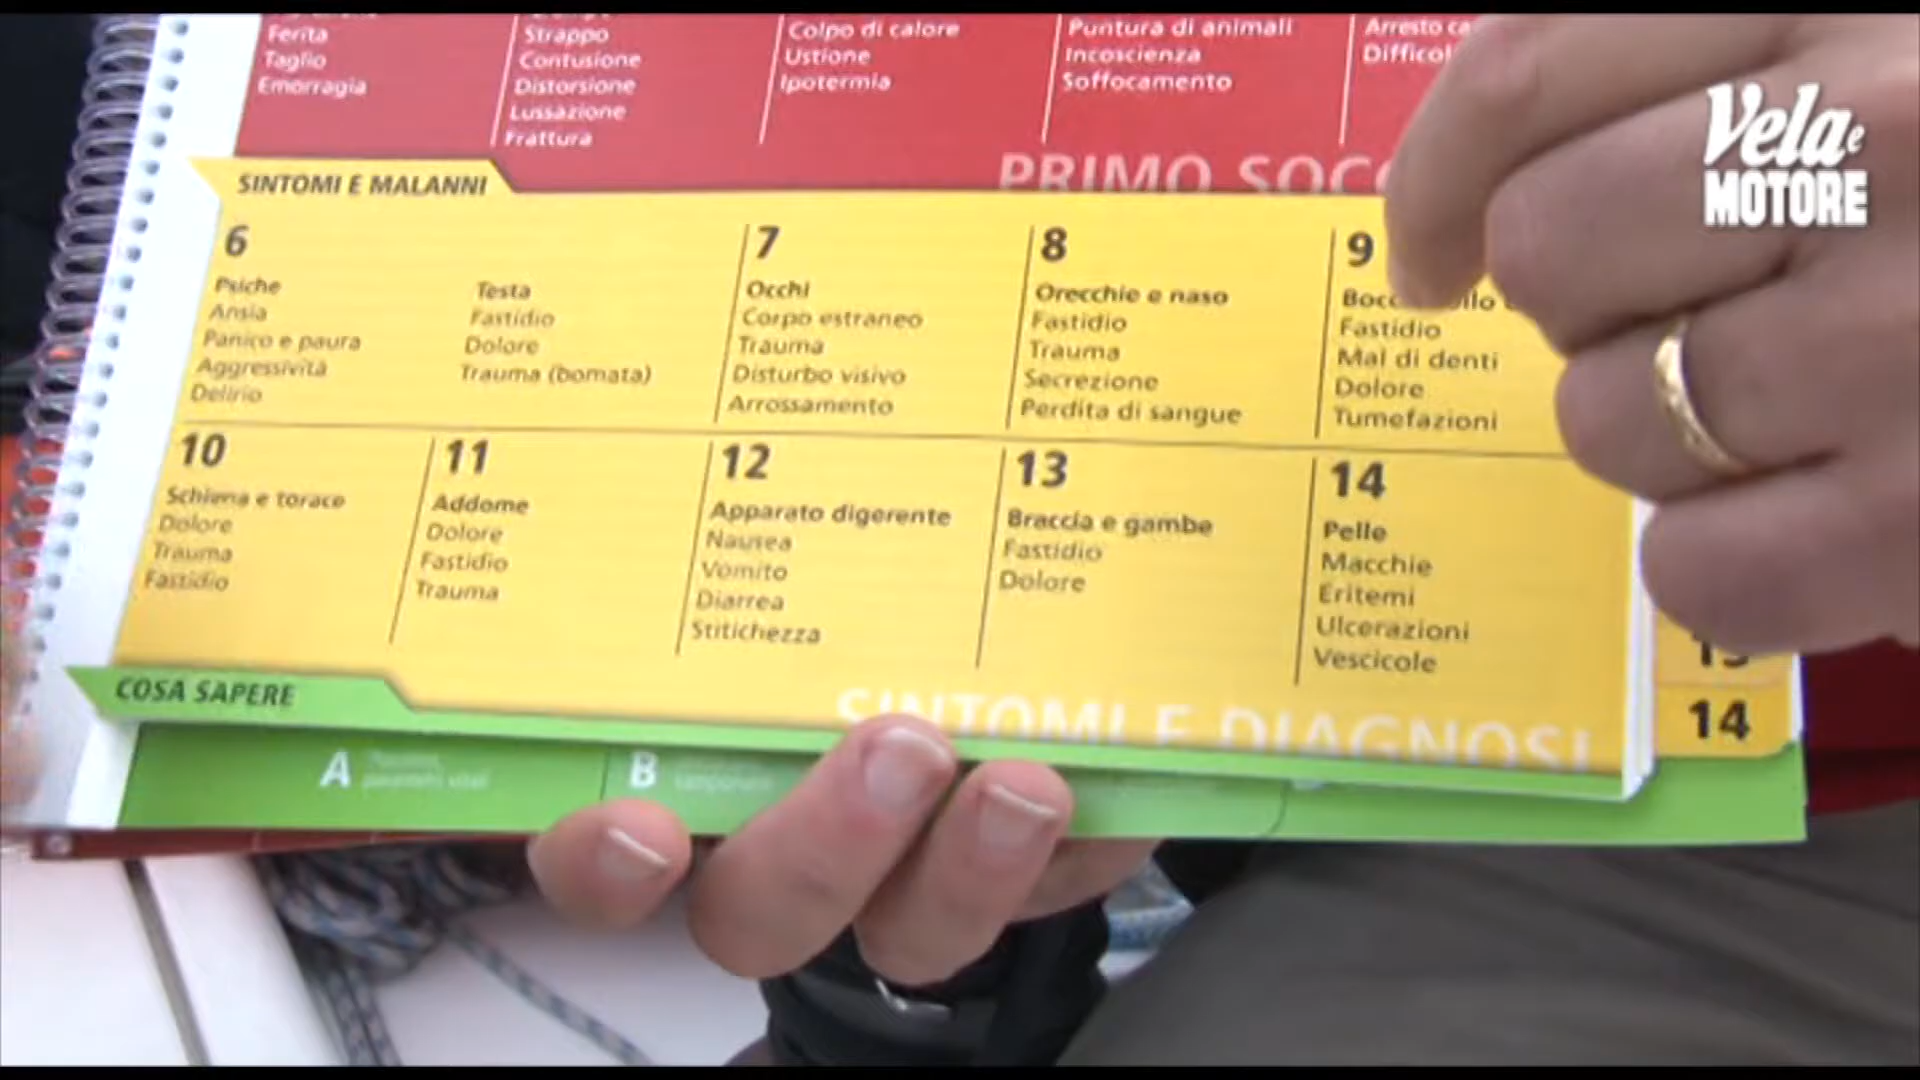 Ferita
Taglio
Emorragia
Strappo
Contusione
Distorsione
Lussazione
Frattura
Colpo di calore
Ustione
Ipotermia
Puntura di animali
Incoscienza
Soffocamento
Arresto
PRIMO
Vela e
MOTORE
SINTOMI E MALANNI
6
Psiche
Ansia
Panico e paura
Aggressività
Delirio
Testa
Fastidio
Dolore
Trauma (bomata)
7
Occhi
Corpo estraneo
Trauma
Disturbo visivo
Arrossamento
8
Orecchie e naso
Fastidio
Trauma
Secrezione
Perdita di sangue
9
Fastidio
Mal di denti
Dolore
Tumefazioni
10
Schiena e torace
Dolore
Trauma
Fastidio
11
Addome
Dolore
Fastidio
Trauma
12
Apparato digerente
Nausea
Vomito
Diarrea
Stitichezza
13
Braccia e gambe
Fastidio
Dolore
14
Pelle
Macchie
Eritemi
Ulcerazioni
Vescicole
SINTOMI E DIAGNOSI
14
COSA SAPERE
A
B